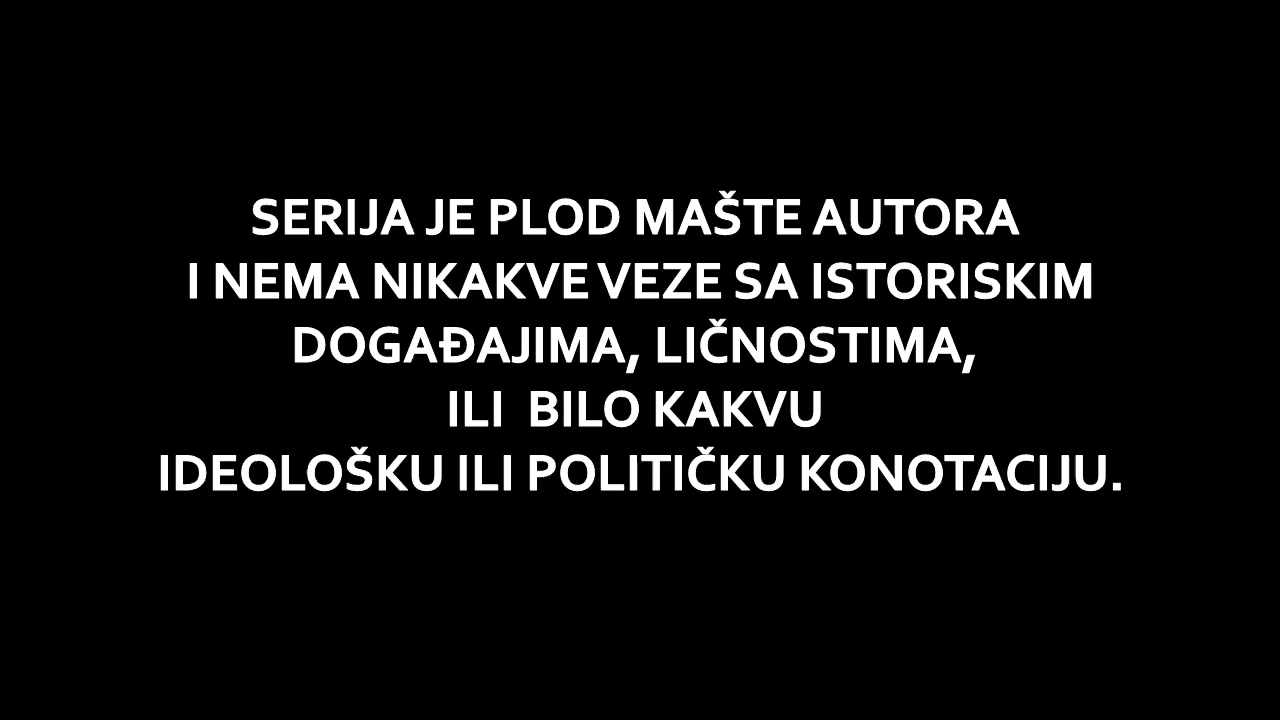 SERIJA JE PLOD MAŠTE AUTORA
I NEMA NIKAKVE VEZE SA ISTORISKIM
DOGAĐAJIMA, LIČNOSTIMA,
ILI  BILO KAKVU
IDEOLOŠKU ILI POLITIČKU KONOTACIJU.